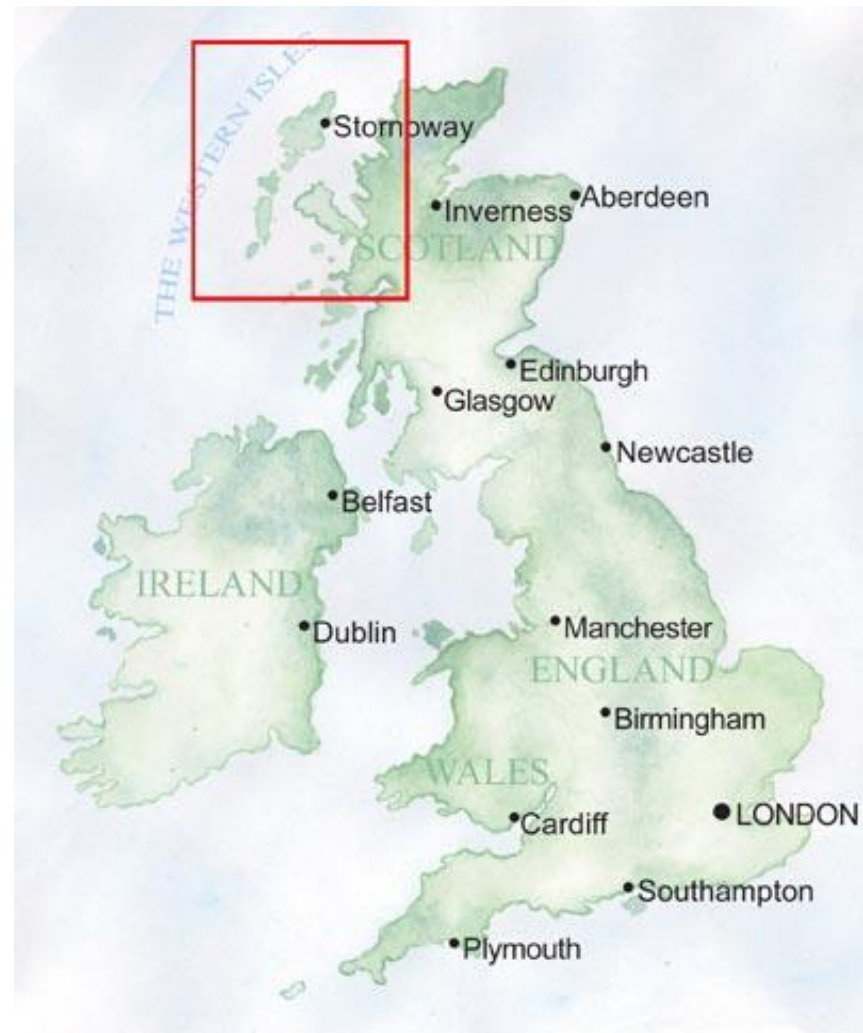 THE WESTERN ISLES
Stornoway
Aberdeen
Inverness
SCOTLAND
Edinburgh
Glasgow
Newcastle
Belfast
IRELAND
Dublin
Manchester
ENGLAND
Birmingham
WALES
LONDON
Cardiff
Southampton
Plymouth